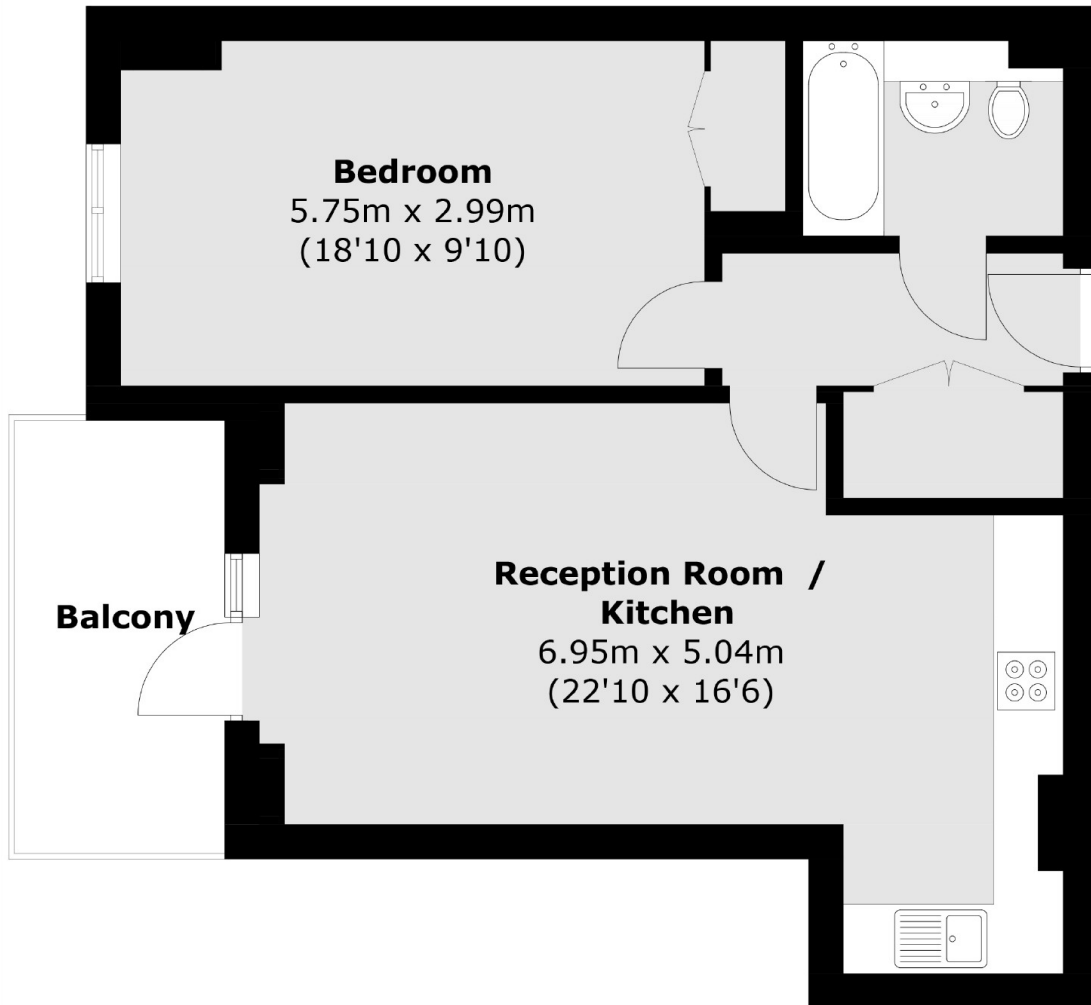 Bedroom
5.75m x 2.99m
(18'10 x 9'10)
Balcony
Reception Room /
Kitchen
6.95m x 5.04m
(22'10 x 16'6)